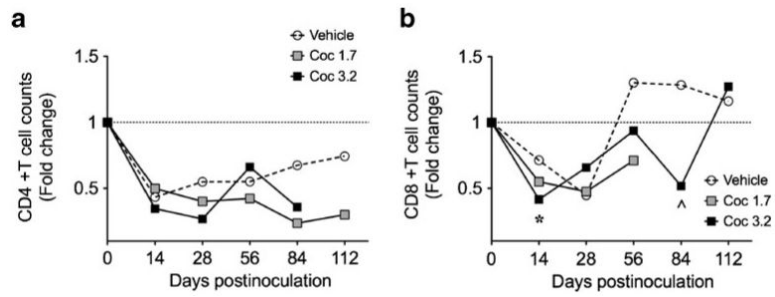 a
Vehicle
Coc 1.7
Coc 3.2
CD4 +T cell counts
(Fold change)
1.5
1
0.5
0 14 28 56 84 112
Days postinoculation
b
CD8 +T cell counts
(Fold change)
1.5
1
0.5
Vehicle
Coc 1.7
Coc 3.2
*
^
0 14 28 56 84 112
Days postinoculation